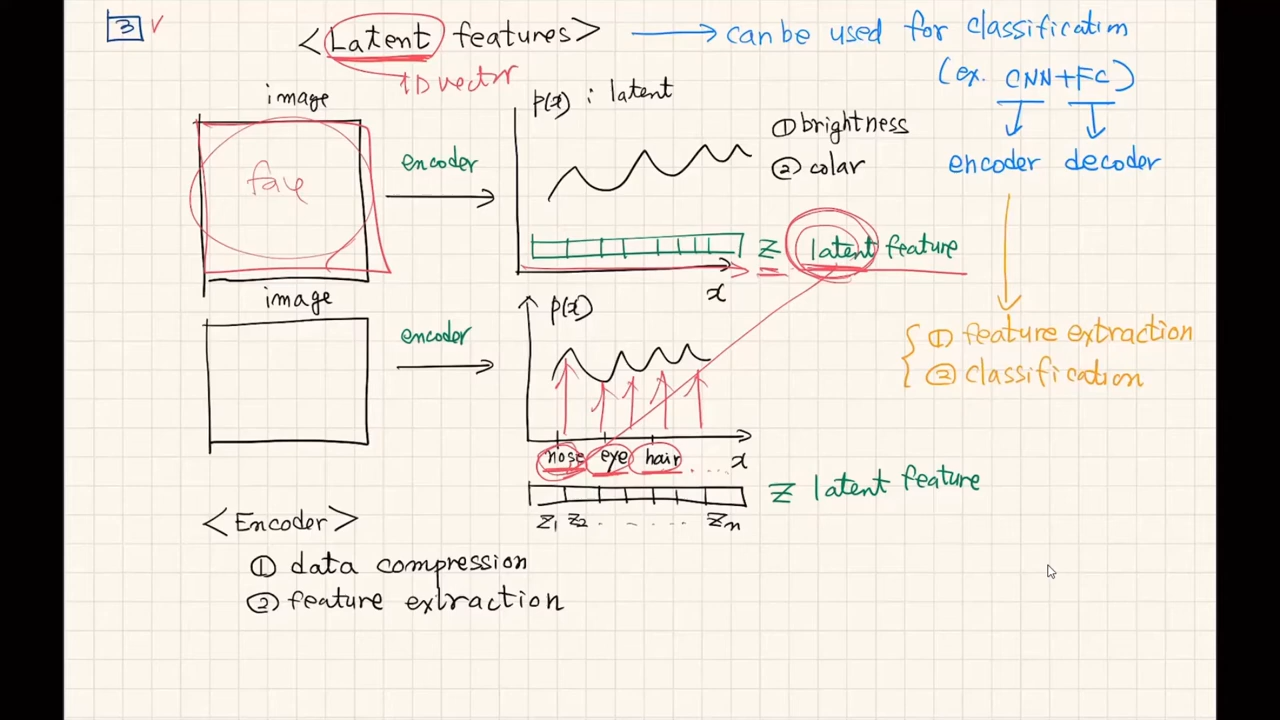 3
<Latent features> → can be used for classification
1D vector
(ex. CNN+FC)
encoder decoder
image
face
encoder
p(x) : latent
① brightness
② color
z latent feature
x
① feature extraction
② classification
image
encoder
p(x)
nose eye hair .... x
z latent feature
z1 z2 . . . . . zn
<Encoder>
① data compression
② feature extraction